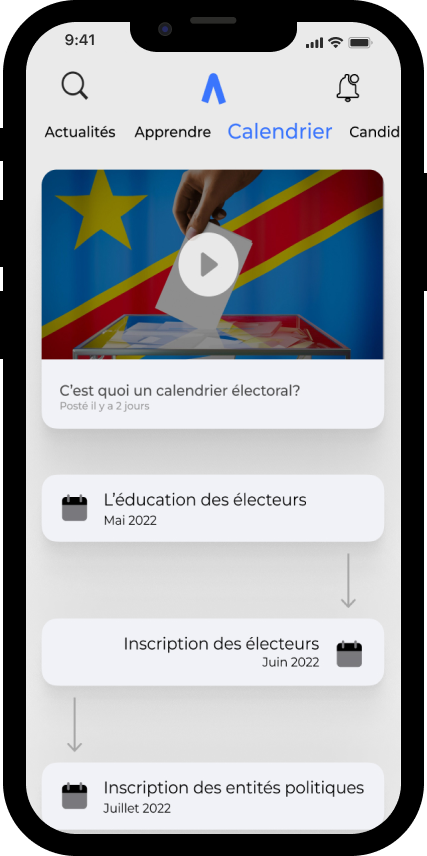 9:41
Actualités Apprendre Calendrier Candid
C'est quoi un calendrier électoral?
Posté il y a 2 jours
L'éducation des électeurs
Mai 2022
Inscription des électeurs
Juin 2022
Inscription des entités politiques
Juillet 2022